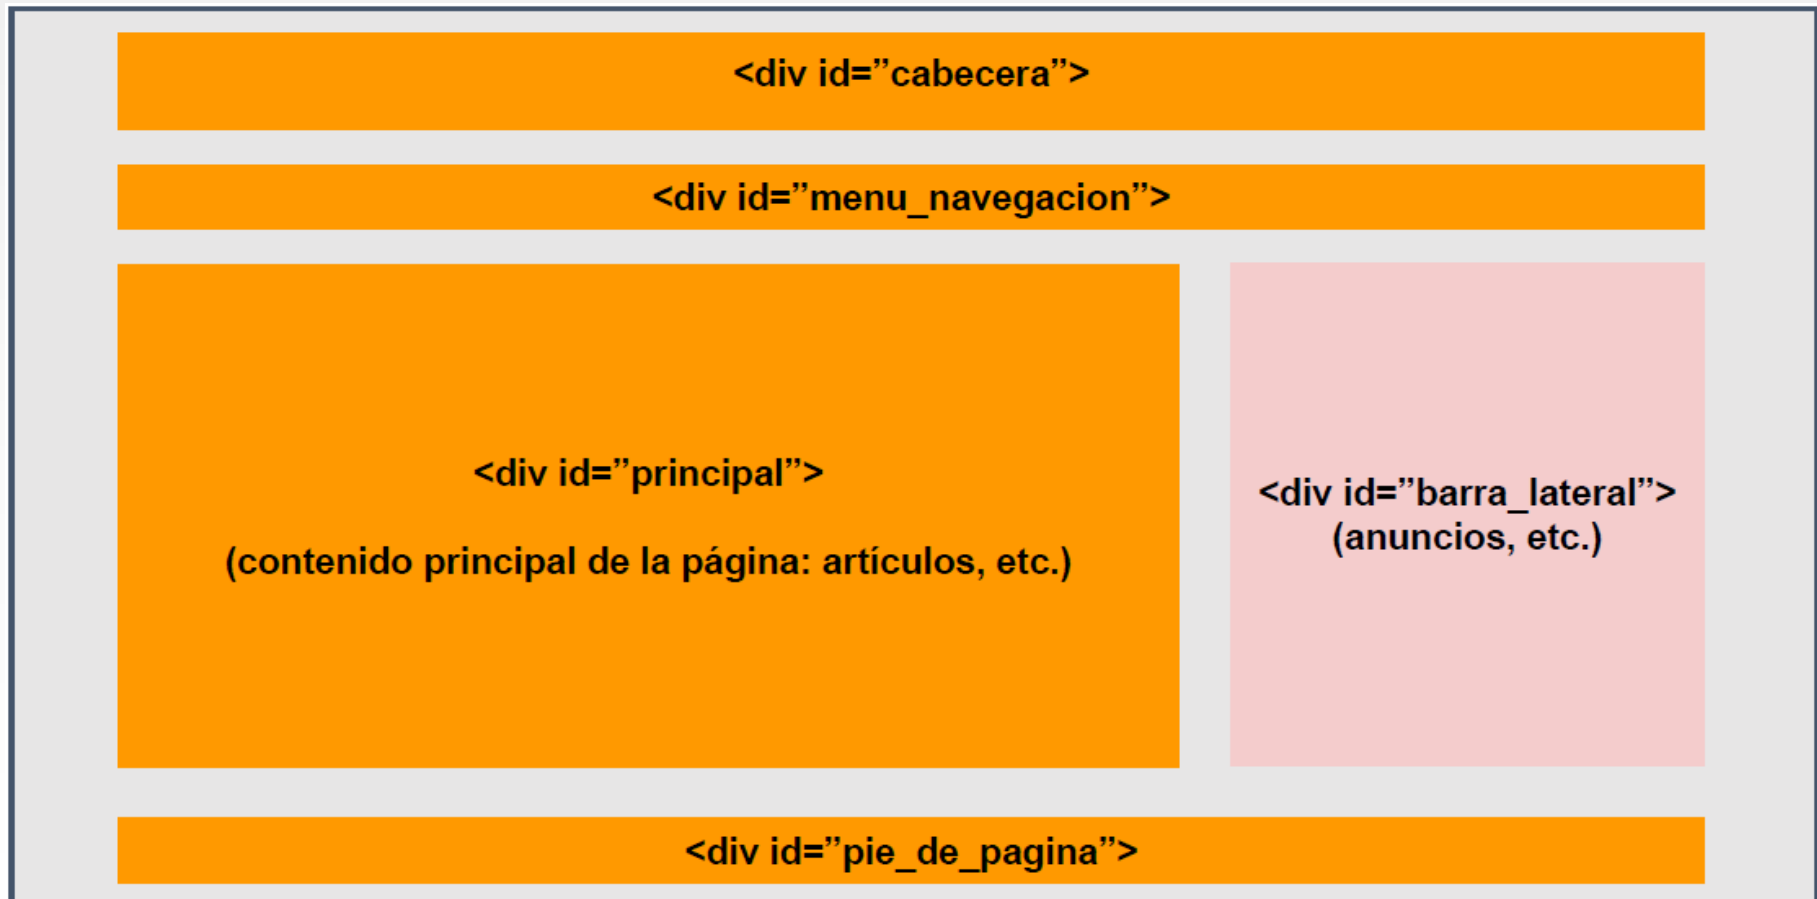 <div id=”cabecera”>
<div id=”menu_navegacion”>
<div id=”principal”>
(contenido principal de la página: artículos, etc.)
<div id=”barra_lateral”>
(anuncios, etc.)
<div id=”pie_de_pagina”>